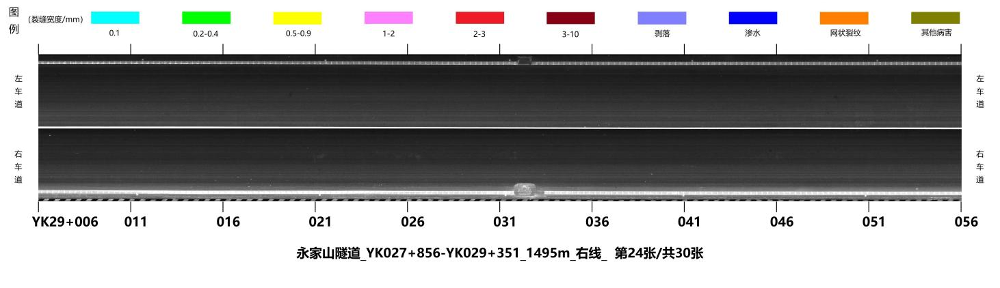 图例
(裂缝宽度/mm)
0.1
0.2-0.4
0.5-0.9
1-2
2-3
3-10
剥落
渗水
网状裂纹
其他病害
左车道
左车道
右车道
右车道
YK29+006 011 016 021 026 031 036 041 046 051 056
永家山隧道_YK027+856-YK029+351_1495m_右线_ 第24张/共30张